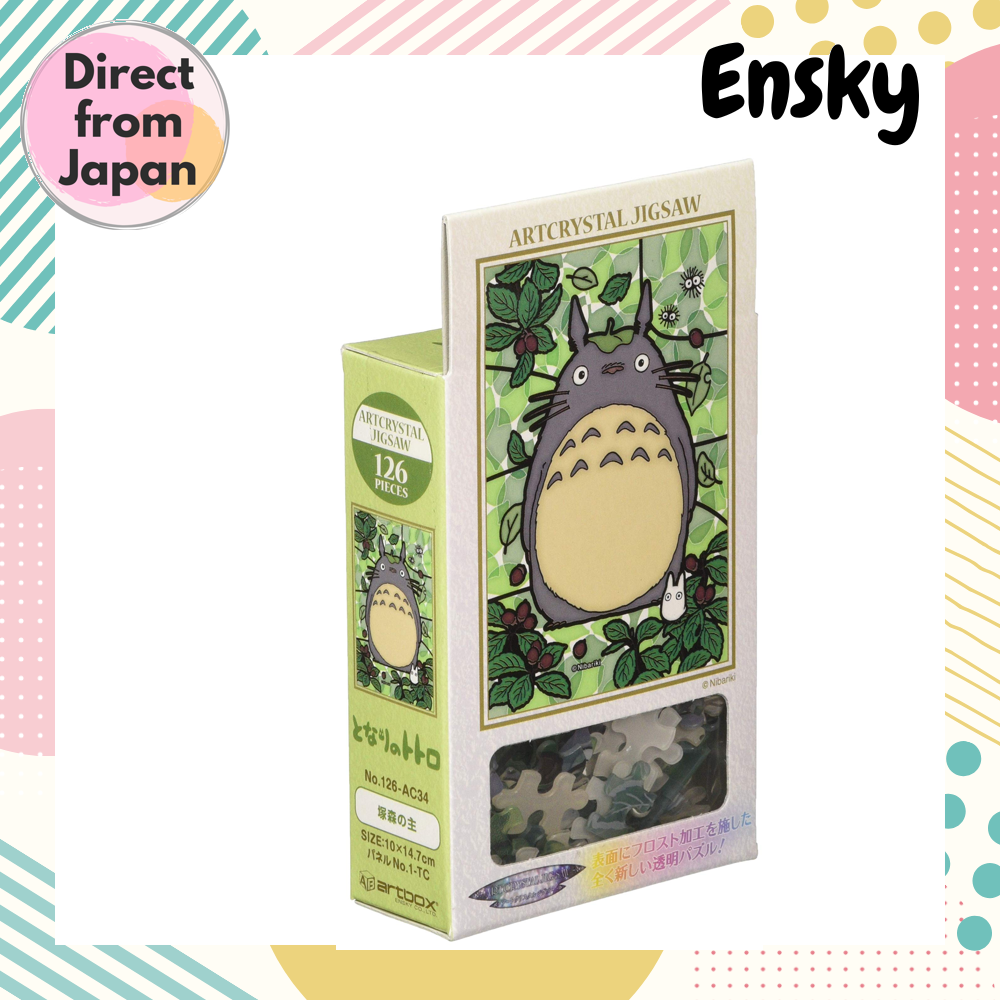 Direct
from
Japan
Ensky
ARTCRYSTAL JIGSAW
©Nibariki
© Nibariki
表面にフロスト加工を施した
全く新しい透明パズル!
ARTCRYSTAL
JIGSAW
126
PIECES
となりのトトロ
No.126-AC34
塚森の主
SIZE:10×14.7cm
パネルNo.1-TC
artbox
ENSKY CO.,LTD.